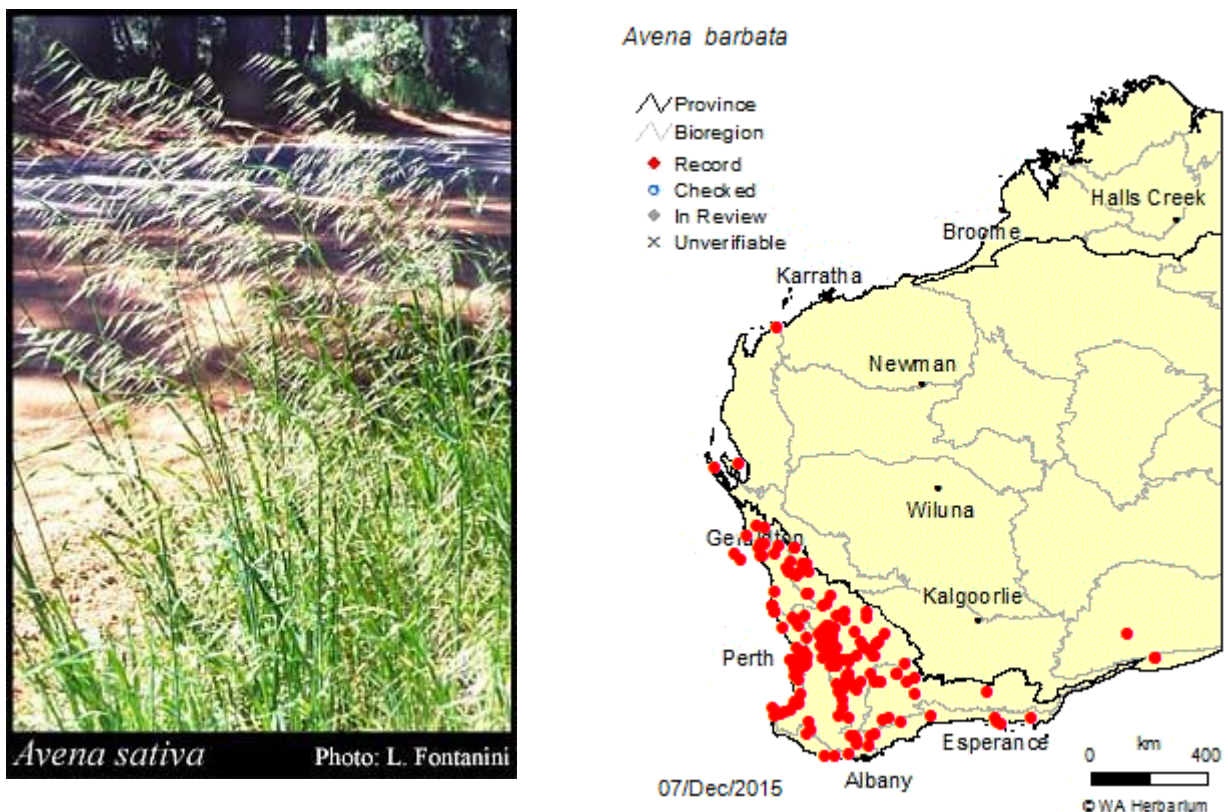 Avena sativa Photo: L. Fontanini
Avena barbata
Province
Bioregion
Record
Checked
In Review
Unverifiable
Halls Creek
Broome
Karratha
Newman
Wiluna
Geraldton
Kalgoorlie
Perth
Esperance
Albany
0 km 400
07/Dec/2015
© WA Herbarium